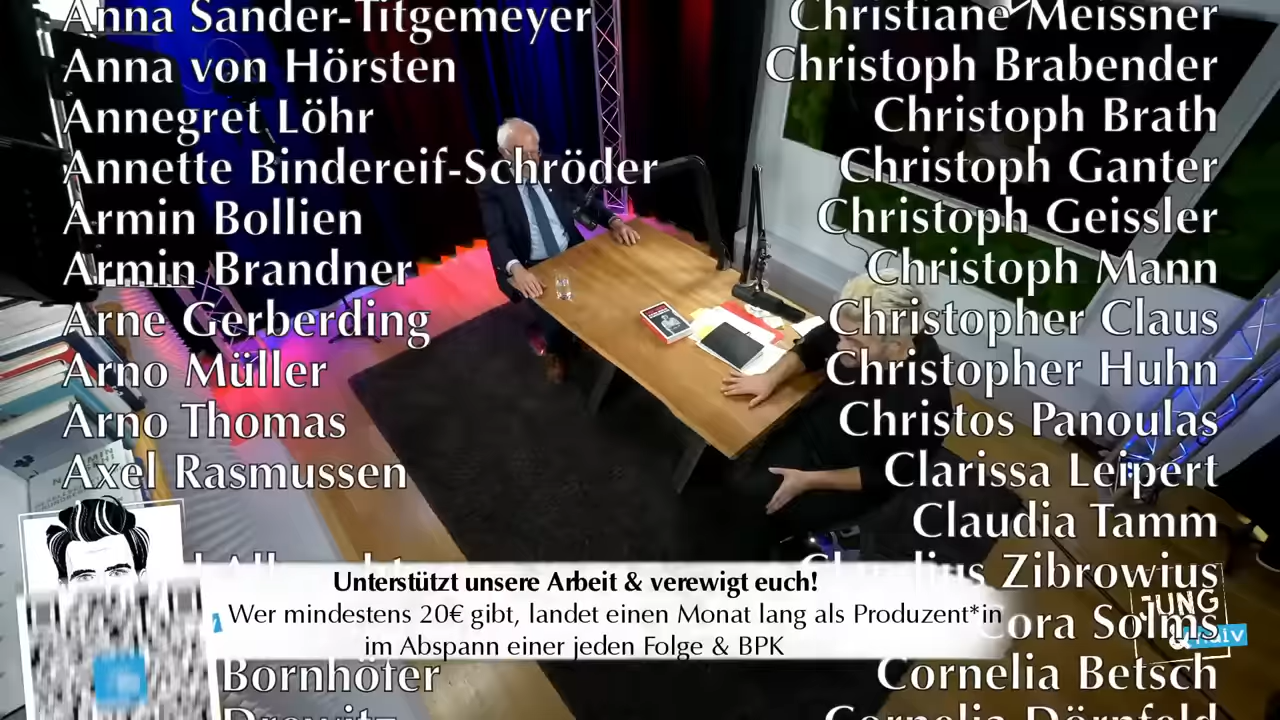 Anna Sander-Titgemeyer
Anna von Hörsten
Annegret Löhr
Annette Bindereif-Schröder
Armin Bollien
Armin Brandner
Arne Gerberding
Arno Müller
Arno Thomas
Axel Rasmussen
Bornhöfer
Christiane Meissner
Christoph Brabender
Christoph Brath
Christoph Ganter
Christoph Geissler
Christoph Mann
Christopher Claus
Christopher Huhn
Christos Panoulas
Clarissa Leipert
Claudia Tamm
Zibrowius
Cora Solms
Cornelia Betsch
Cornelia Dörnfeld
Unterstützt unsere Arbeit & verewigt euch!
Wer mindestens 20€ gibt, landet einen Monat lang als Produzent*in
im Abspann einer jeden Folge & BPK
JUNG
& naiv